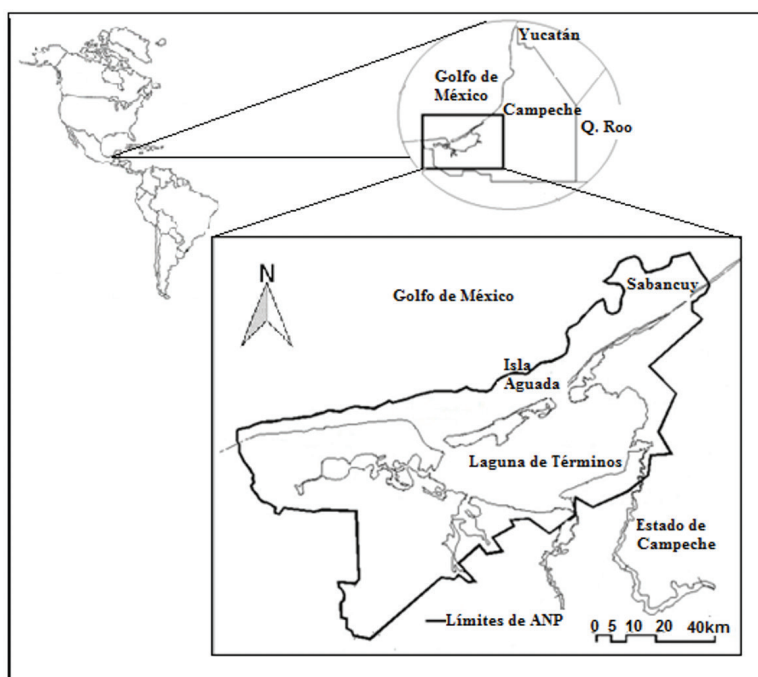 Yucatán
Golfo de
México
Campeche
Q. Roo
N
Golfo de México
Sabancuy
Isla
Aguada
Laguna de Términos
Estado de
Campeche
Límites de ANP
0 5 10 20 40km